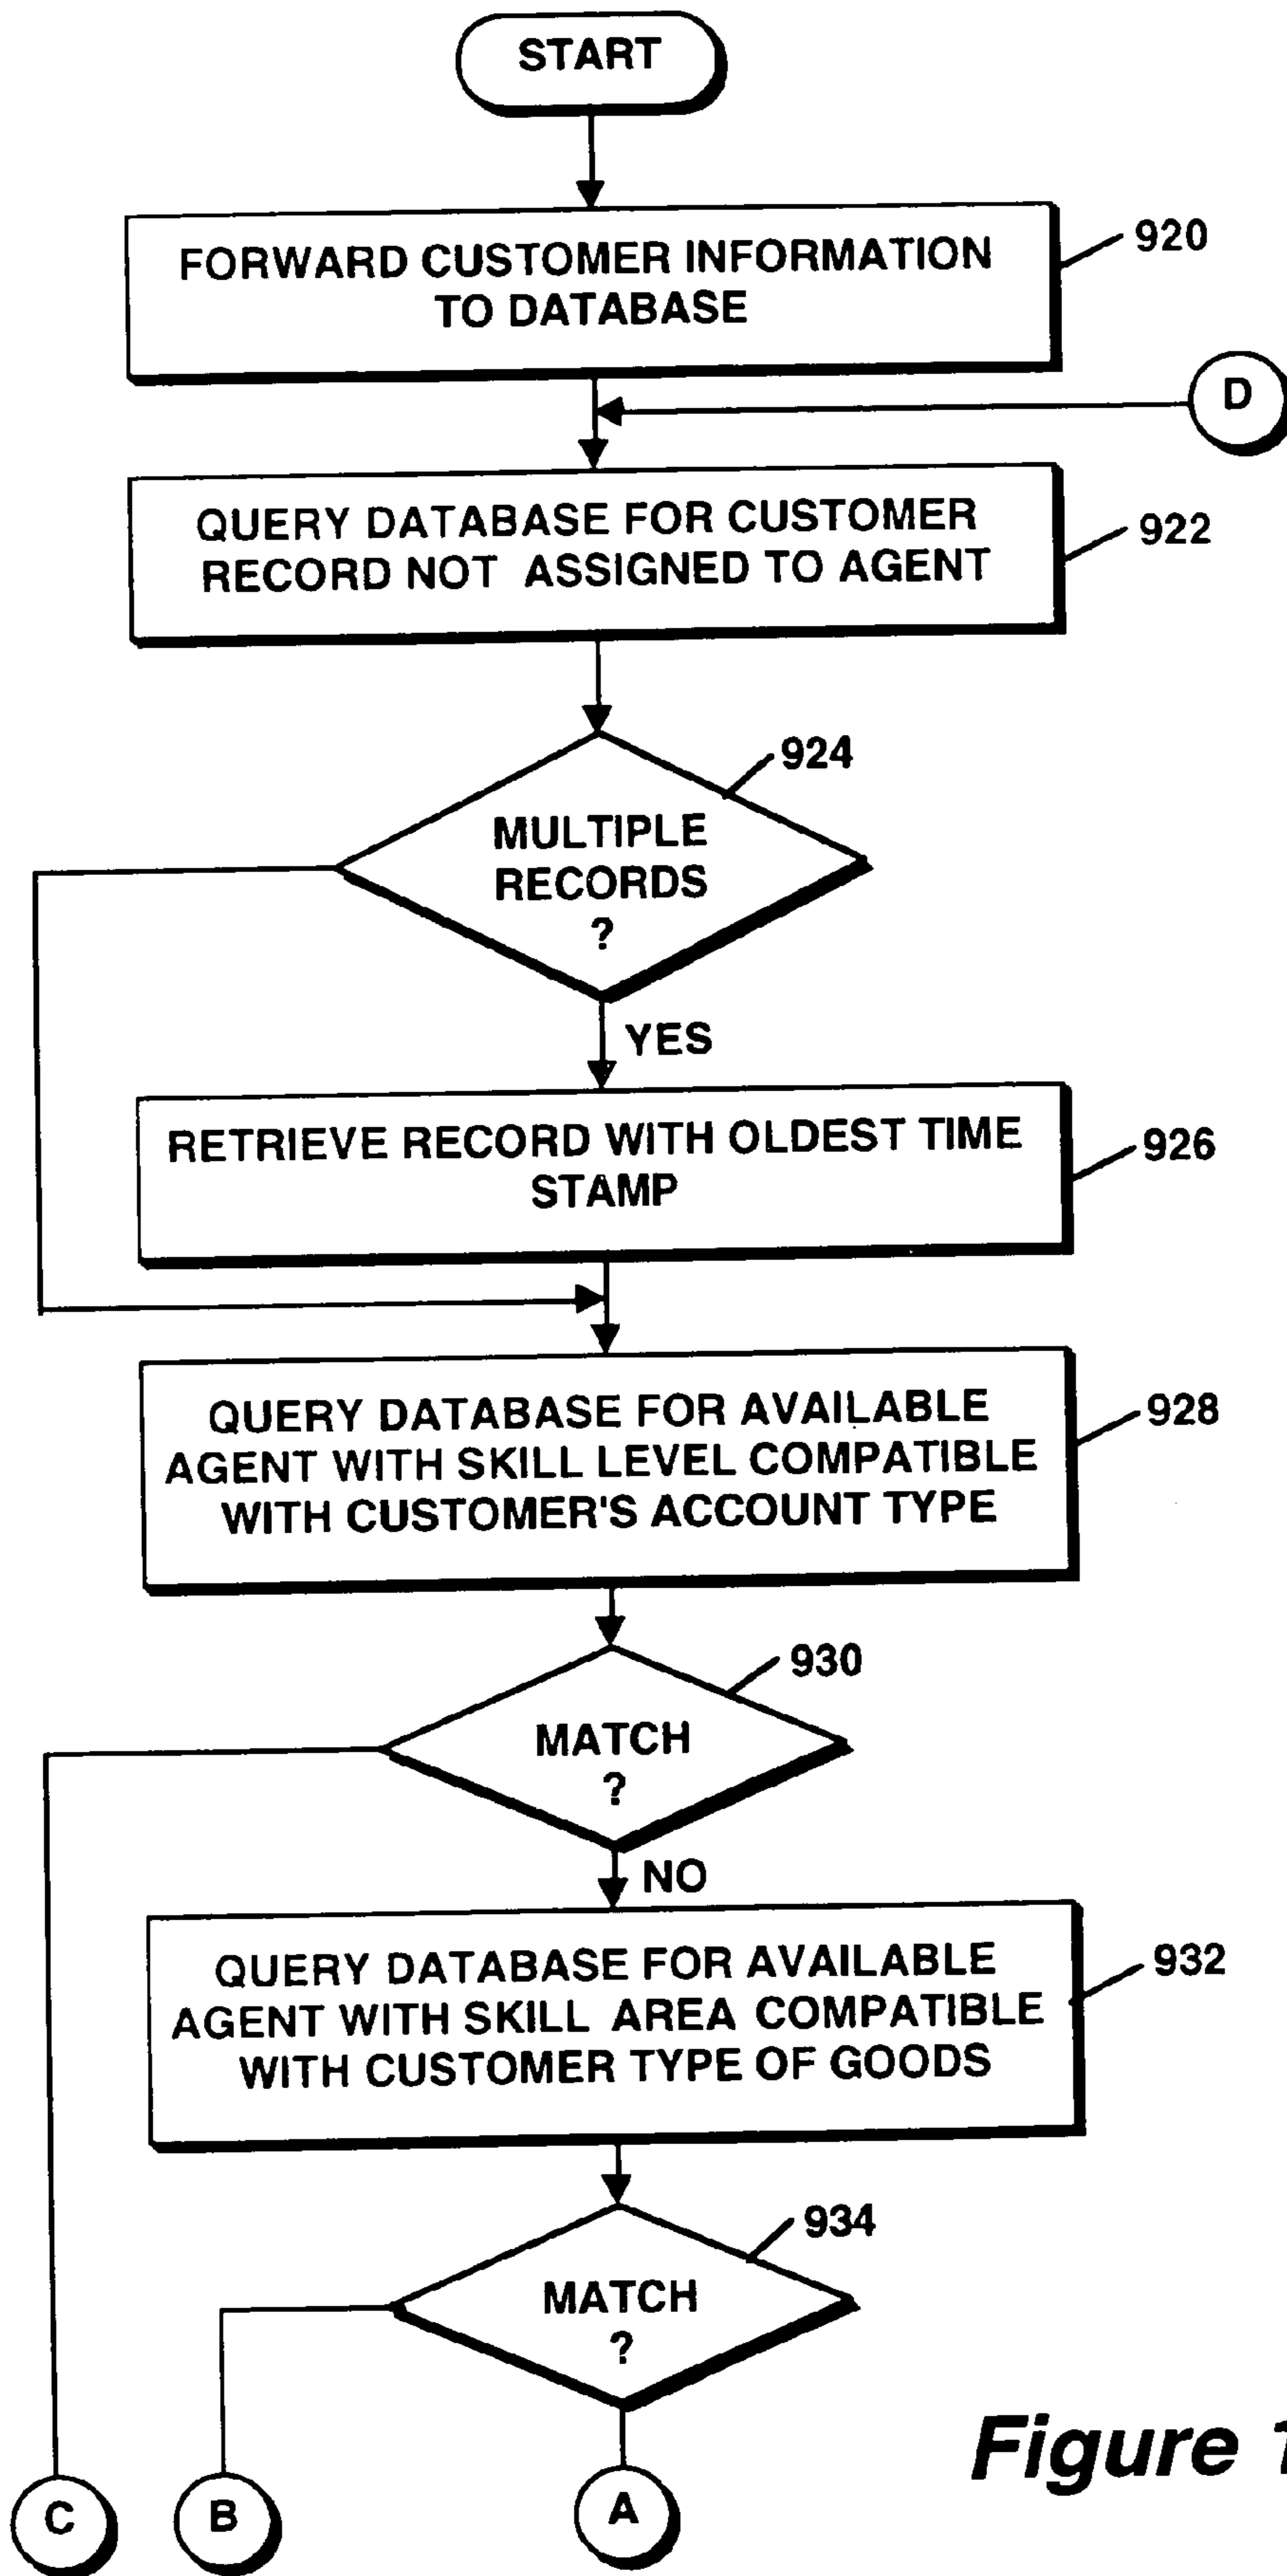 START
FORWARD CUSTOMER INFORMATION
TO DATABASE
920
D
QUERY DATABASE FOR CUSTOMER
RECORD NOT ASSIGNED TO AGENT
922
924
MULTIPLE
RECORDS
?
YES
RETRIEVE RECORD WITH OLDEST TIME
STAMP
926
QUERY DATABASE FOR AVAILABLE
AGENT WITH SKILL LEVEL COMPATIBLE
WITH CUSTOMER'S ACCOUNT TYPE
928
930
MATCH
?
NO
QUERY DATABASE FOR AVAILABLE
AGENT WITH SKILL AREA COMPATIBLE
WITH CUSTOMER TYPE OF GOODS
932
934
MATCH
?
Figure
C
B
A